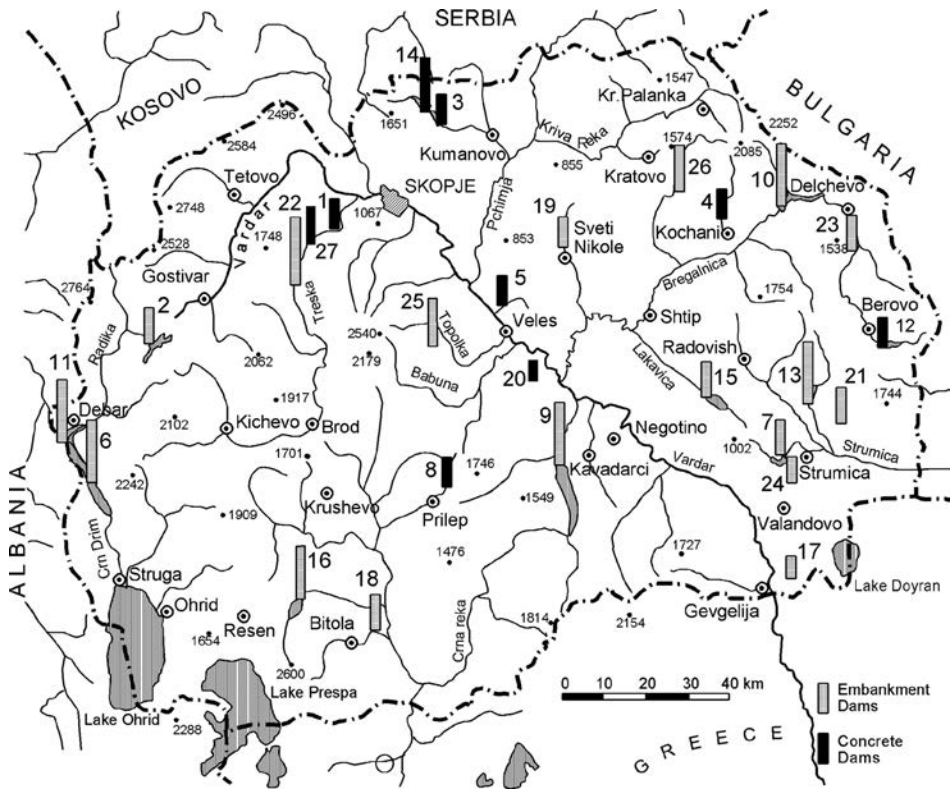 SERBIA
14
1547
KOSOVO
3
Kr.Palanka
BULGARIA
2496
1651
2252
2584
Kumanovo
Kriva Reka
1574
2085
Tetovo
855
26
Kratovo
10
SKOPJE
Pchimja
Delchevo
Vardar
22
1
1067
4
2748
19
23
1748
853
Sveti
Nikole
Kochani
1538
2528
27
Gostivar
Bregalnica
2764
5
1754
Treska
25
Berovo
2
Topolka
Veles
Shtip
12
Radika
2540
2179
Radovish
2062
Babuna
Lakavica
11
20
15
13
21
1917
9
1744
Debar
2102
Kichevo
Brod
Negotino
7
6
1002
Strumica
1701
8
1746
Kavadarci
Vardar
Strumica
2242
24
ALBANIA
Krushevo
1549
1909
Prilep
Valandovo
Crn Drim
1476
1727
16
17
Struga
18
Lake Doyran
Ohrid
Gevgelija
Resen
Bitola
1814
2154
1654
Crna reka
2600
Lake Prespa
0 10 20 30 40 km
Embankment
Dams
Lake Ohrid
2288
GREECE
Concrete
Dams